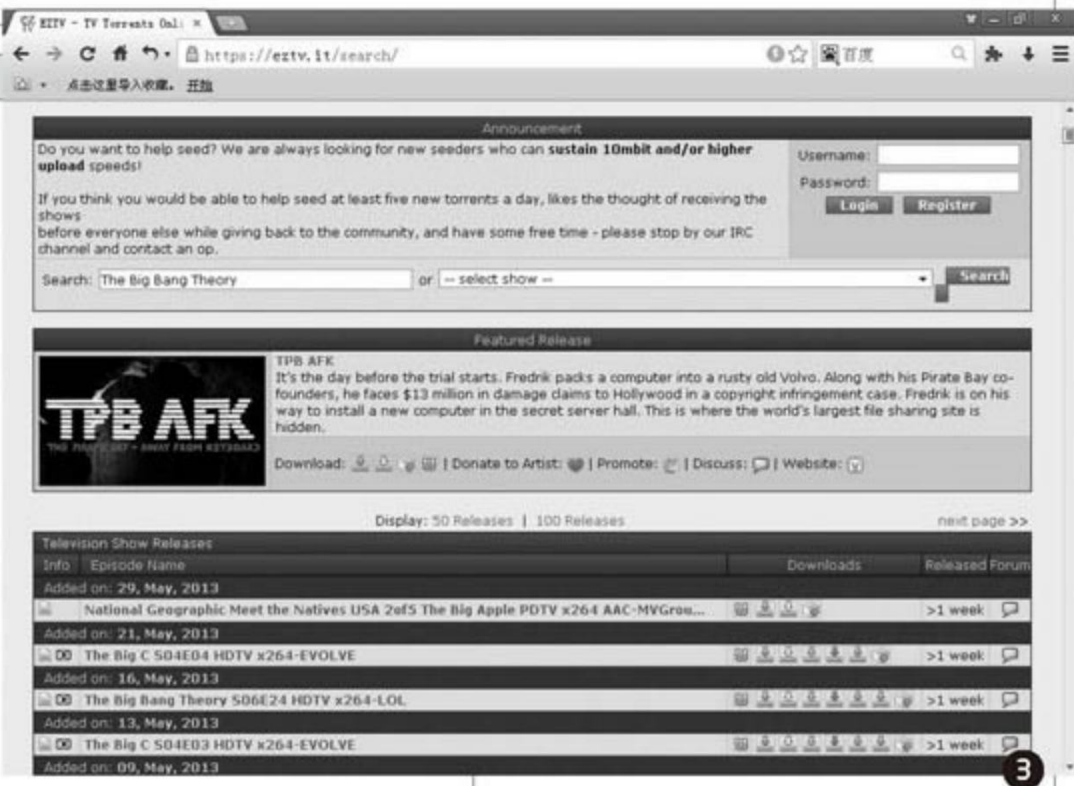 EZTV - TV Torrents Onl: ×
https://eztv.it/search/
百度
点击这里导入收藏。 开始
Announcement
Do you want to help seed? We are always looking for new seeders who can sustain 10mbit and/or higher
upload speeds!
If you think you would be able to help seed at least five new torrents a day, likes the thought of receiving the
shows
before everyone else while giving back to the community, and have some free time - please stop by our IRC
channel and contact an op.
Username:
Password:
Login Register
Search: The Big Bang Theory or -- select show -- Search
Featured Release
TPB AFK
It's the day before the trial starts. Fredrik packs a computer into a rusty old Volvo. Along with his Pirate Bay co-
founders, he faces $13 million in damage claims to Hollywood in a copyright infringement case. Fredrik is on his
way to install a new computer in the secret server hall. This is where the world's largest file sharing site is
hidden.
TPB AFK
THE PIRATE BAY - AWAY FROM KEYBOARD
Download: | Donate to Artist: | Promote: | Discuss: | Website:
Display: 50 Releases | 100 Releases next page >>
Television Show Releases
Info Episode Name Downloads Released Forum
Added on: 29, May, 2013
National Geographic Meet the Natives USA 2of5 The Big Apple PDTV x264 AAC-MVGrou... >1 week
Added on: 21, May, 2013
The Big C S04E04 HDTV x264-EVOLVE >1 week
Added on: 16, May, 2013
The Big Bang Theory S06E24 HDTV x264-LOL >1 week
Added on: 13, May, 2013
The Big C S04E03 HDTV x264-EVOLVE >1 week
Added on: 09, May, 2013
3